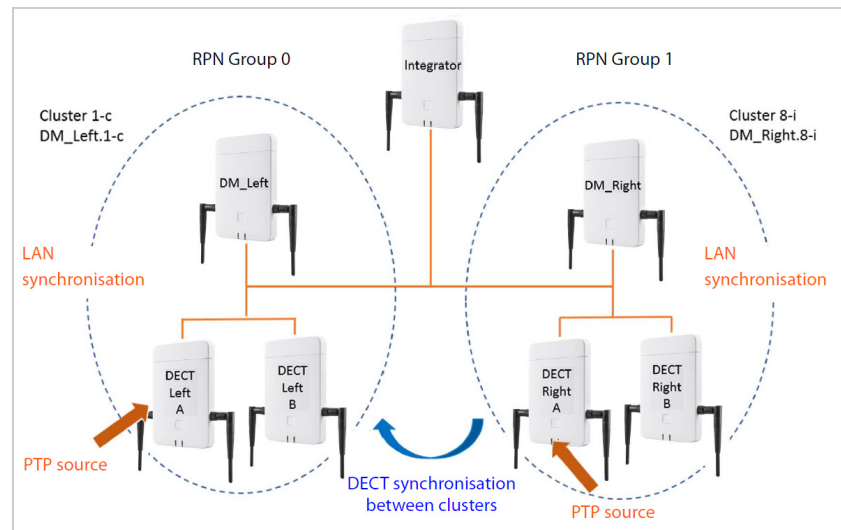 RPN Group 0
Integrator
RPN Group 1
Cluster 1-c
DM_Left.1-c
Cluster 8-i
DM_Right.8-i
DM_Left
DM_Right
LAN
synchronisation
LAN
synchronisation
DECT
Left
A
DECT
Left
B
DECT
Right
A
DECT
Right
B
PTP source
DECT synchronisation
between clusters
PTP source